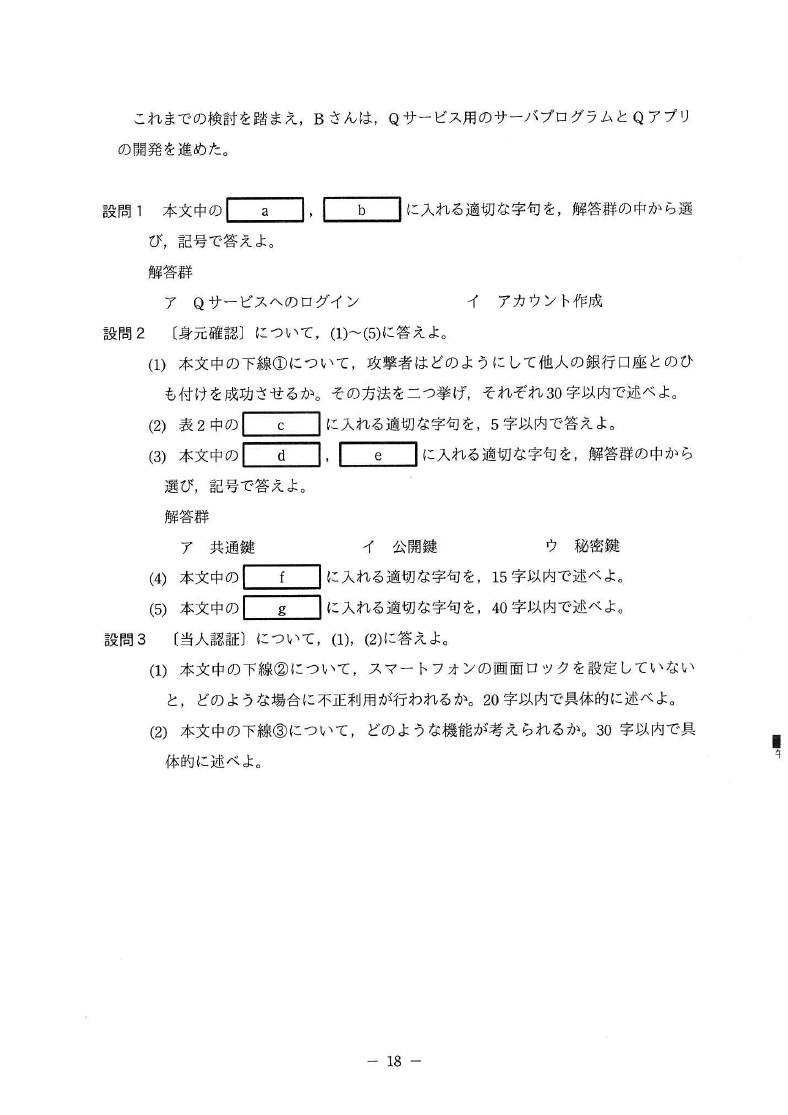 これまでの検討を踏まえ，Bさんは，Qサービス用のサーバプログラムとQアプリ
の開発を進めた。
設問1 本文中の a ， b に入れる適切な字句を，解答群の中から選
び，記号で答えよ。
解答群
ア Qサービスへのログイン イ アカウント作成
設問2 〔身元確認〕について，(1)～(5)に答えよ。
(1) 本文中の下線①について，攻撃者はどのようにして他人の銀行口座とのひ
も付けを成功させるか。その方法を二つ挙げ，それぞれ30字以内で述べよ。
(2) 表2中の c に入れる適切な字句を，5字以内で答えよ。
(3) 本文中の d ， e に入れる適切な字句を，解答群の中から
選び，記号で答えよ。
解答群
ア 共通鍵 イ 公開鍵 ウ 秘密鍵
(4) 本文中の f に入れる適切な字句を，15字以内で述べよ。
(5) 本文中の g に入れる適切な字句を，40字以内で述べよ。
設問3 〔当人認証〕について，(1)，(2)に答えよ。
(1) 本文中の下線②について，スマートフォンの画面ロックを設定していない
と，どのような場合に不正利用が行われるか。20字以内で具体的に述べよ。
(2) 本文中の下線③について，どのような機能が考えられるか。30字以内で具
体的に述べよ。
－ 18 －